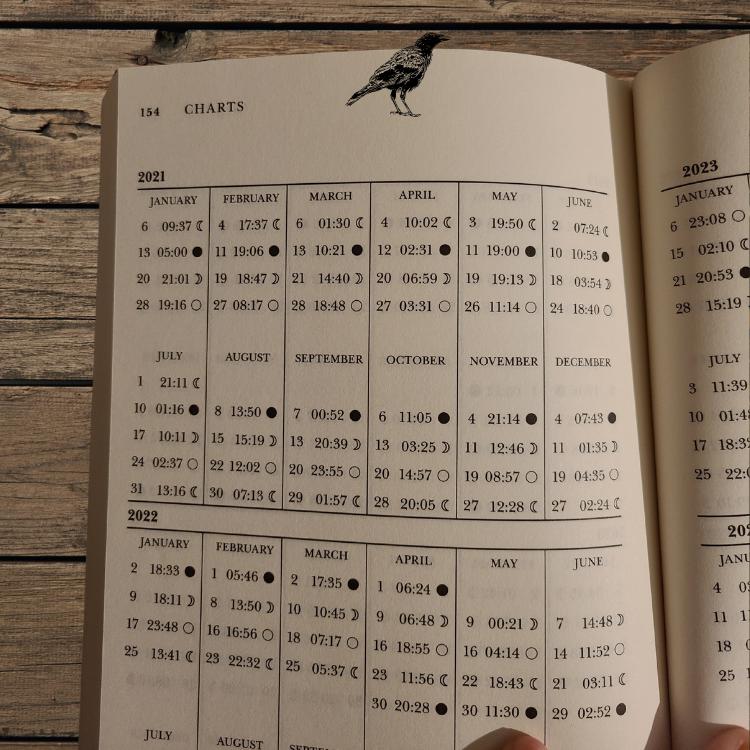 154 CHARTS
2021
JANUARY FEBRUARY MARCH APRIL MAY JUNE
6 09:37 ☾ 4 17:37 ☾ 6 01:30 ☾ 4 10:02 ☾ 3 19:50 ☾ 2 07:24 ☾
13 05:00 ● 11 19:06 ● 13 10:21 ● 12 02:31 ● 11 19:00 ● 10 10:53 ●
20 21:01 ☽ 19 18:47 ☽ 21 14:40 ☽ 20 06:59 ☽ 19 19:13 ☽ 18 03:54 ☽
28 19:16 ○ 27 08:17 ○ 28 18:48 ○ 27 03:31 ○ 26 11:14 ○ 24 18:40 ○
JULY AUGUST SEPTEMBER OCTOBER NOVEMBER DECEMBER
1 21:11 ☾
10 01:16 ● 8 13:50 ● 7 00:52 ● 6 11:05 ● 4 21:14 ● 4 07:43 ●
17 10:11 ☽ 15 15:19 ☽ 13 20:39 ☽ 13 03:25 ☽ 11 12:46 ☽ 11 01:35 ☽
24 02:37 ○ 22 12:02 ○ 20 23:55 ○ 20 14:57 ○ 19 08:57 ○ 19 04:35 ○
31 13:16 ☾ 30 07:13 ☾ 29 01:57 ☾ 28 20:05 ☾ 27 12:28 ☾ 27 02:24 ☾
2022
JANUARY FEBRUARY MARCH APRIL MAY JUNE
2 18:33 ● 1 05:46 ● 2 17:35 ● 1 06:24 ●
9 18:11 ☽ 8 13:50 ☽ 10 10:45 ☽ 9 06:48 ☽ 9 00:21 ☽ 7 14:48 ☽
17 23:48 ○ 16 16:56 ○ 18 07:17 ○ 16 18:55 ○ 16 04:14 ○ 14 11:52 ○
25 13:41 ☾ 23 22:32 ☾ 25 05:37 ☾ 23 11:56 ☾ 22 18:43 ☾ 21 03:11 ☾
30 20:28 ● 30 11:30 ● 29 02:52 ●
JULY AUGUST
2023
JANUARY
6 23:08 ○
15 02:10 ☾
21 20:53 ●
28 15:19
JULY
3 11:39
10 01:4
17 18:3
25 22:
20
JANU
4
11
18
25